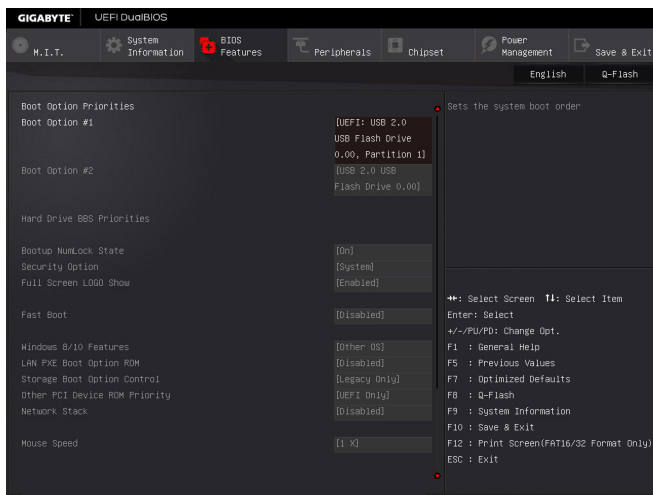 GIGABYTE™ UEFI DualBIOS
M.I.T. System Information BIOS Features Peripherals Chipset Power Management Save & Exit
English Q-Flash
Boot Option Priorities
Boot Option #1 [UEFI: USB 2.0
USB Flash Drive
0.00, Partition 1]
Boot Option #2 [USB 2.0 USB
Flash Drive 0.00]
Hard Drive BBS Priorities
Bootup NumLock State [On]
Security Option [System]
Full Screen LOGO Show [Enabled]
Fast Boot [Disabled]
Windows 8/10 Features [Other OS]
LAN PXE Boot Option ROM [Disabled]
Storage Boot Option Control [Legacy Only]
Other PCI Device ROM Priority [UEFI Only]
Network Stack [Disabled]
Mouse Speed [1 X]
Sets the system boot order
→←: Select Screen ↑↓: Select Item
Enter: Select
+/-/PU/PD: Change Opt.
F1 : General Help
F5 : Previous Values
F7 : Optimized Defaults
F8 : Q-Flash
F9 : System Information
F10 : Save & Exit
F12 : Print Screen(FAT16/32 Format Only)
ESC : Exit